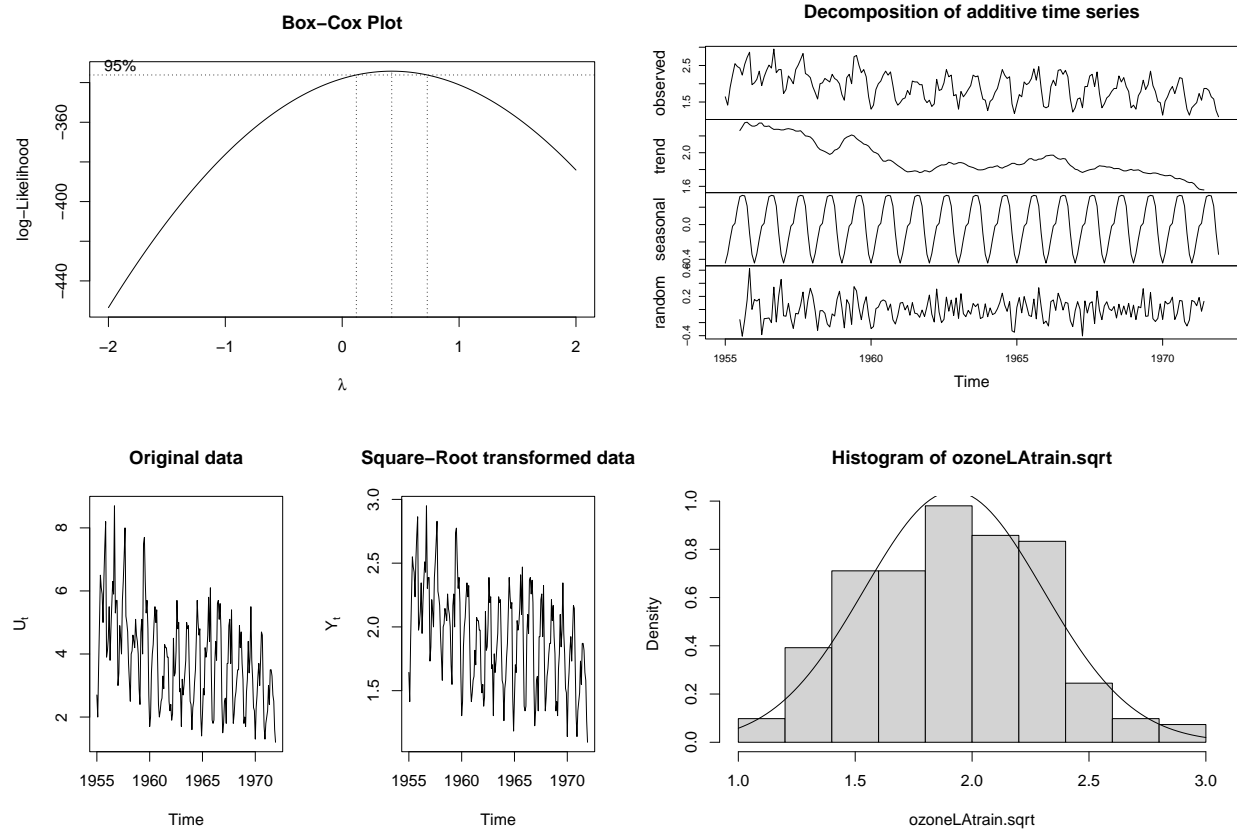 Box−Cox Plot
95%
log−Likelihood
−360
−400
−440
−2 −1 0 1 2
λ
Decomposition of additive time series
observed
2.5
1.5
trend
2.0
1.6
seasonal
0.0
random
0.2
−0.4
1955 1960 1965 1970
Time
Original data
Ut
8
6
4
2
1955 1960 1965 1970
Time
Square−Root transformed data
Yt
3.0
2.5
2.0
1.5
1955 1960 1965 1970
Time
Histogram of ozoneLAtrain.sqrt
Density
1.0
0.8
0.6
0.4
0.2
0.0
1.0 1.5 2.0 2.5 3.0
ozoneLAtrain.sqrt